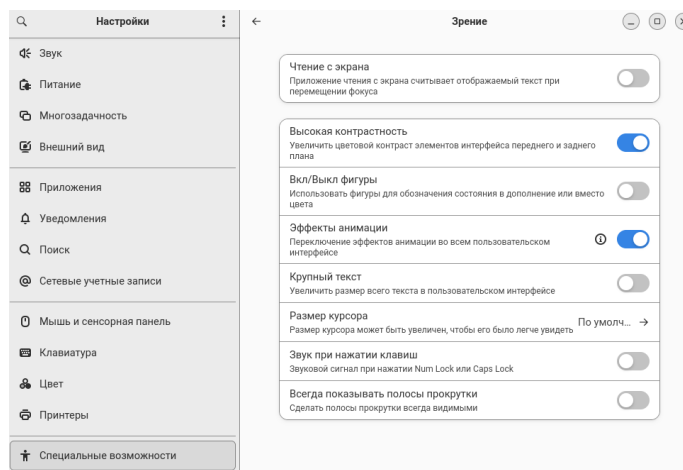 Настройки
Звук
Питание
Многозадачность
Внешний вид
Приложения
Уведомления
Поиск
Сетевые учетные записи
Мышь и сенсорная панель
Клавиатура
Цвет
Принтеры
Специальные возможности
Зрение
Чтение с экрана
Приложение чтения с экрана считывает отображаемый текст при
перемещении фокуса
Высокая контрастность
Увеличить цветовой контраст элементов интерфейса переднего и заднего
плана
Вкл/Выкл фигуры
Использовать фигуры для обозначения состояния в дополнение или вместо
цвета
Эффекты анимации
Переключение эффектов анимации во всем пользовательском
интерфейсе
Крупный текст
Увеличить размер всего текста в пользовательском интерфейсе
Размер курсора
Размер курсора может быть увеличен, чтобы его было легче увидеть
По умолч...
Звук при нажатии клавиш
Звуковой сигнал при нажатии Num Lock или Caps Lock
Всегда показывать полосы прокрутки
Сделать полосы прокрутки всегда видимыми